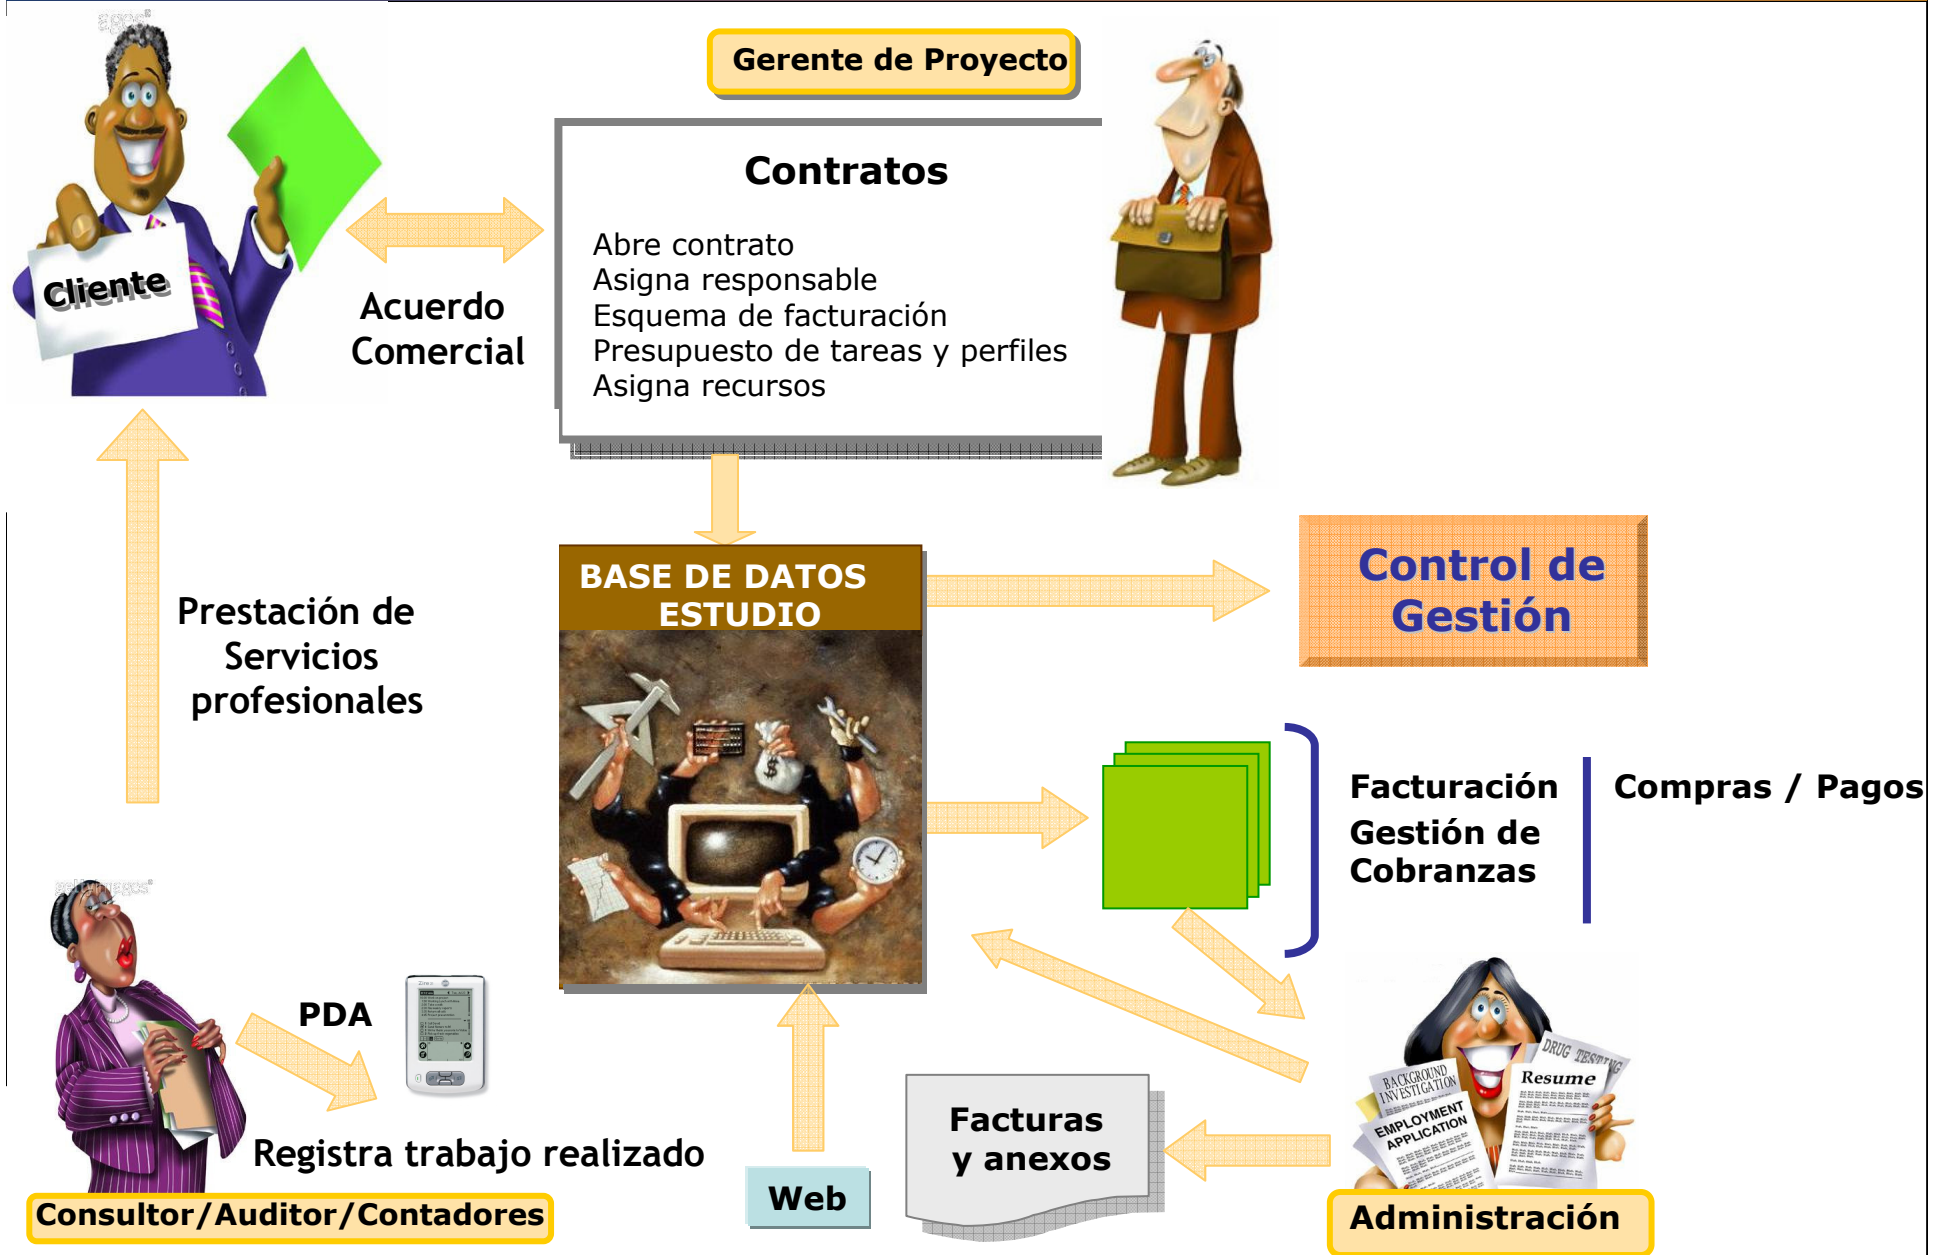 Gerente de Proyecto
Contratos
Abre contrato
Asigna responsable
Esquema de facturación
Presupuesto de tareas y perfiles
Asigna recursos
Cliente
Acuerdo
Comercial
BASE DE DATOS
ESTUDIO
Control de
Gestión
Prestación de
Servicios
profesionales
Facturación
Gestión de
Cobranzas
Compras / Pagos
gettyimages®
PDA
Registra trabajo realizado
Consultor/Auditor/Contadores
Web
Facturas
y anexos
BACKGROUND
INVESTIGATION
EMPLOYMENT
APPLICATION
DRUG TESTING
Resume
Administración